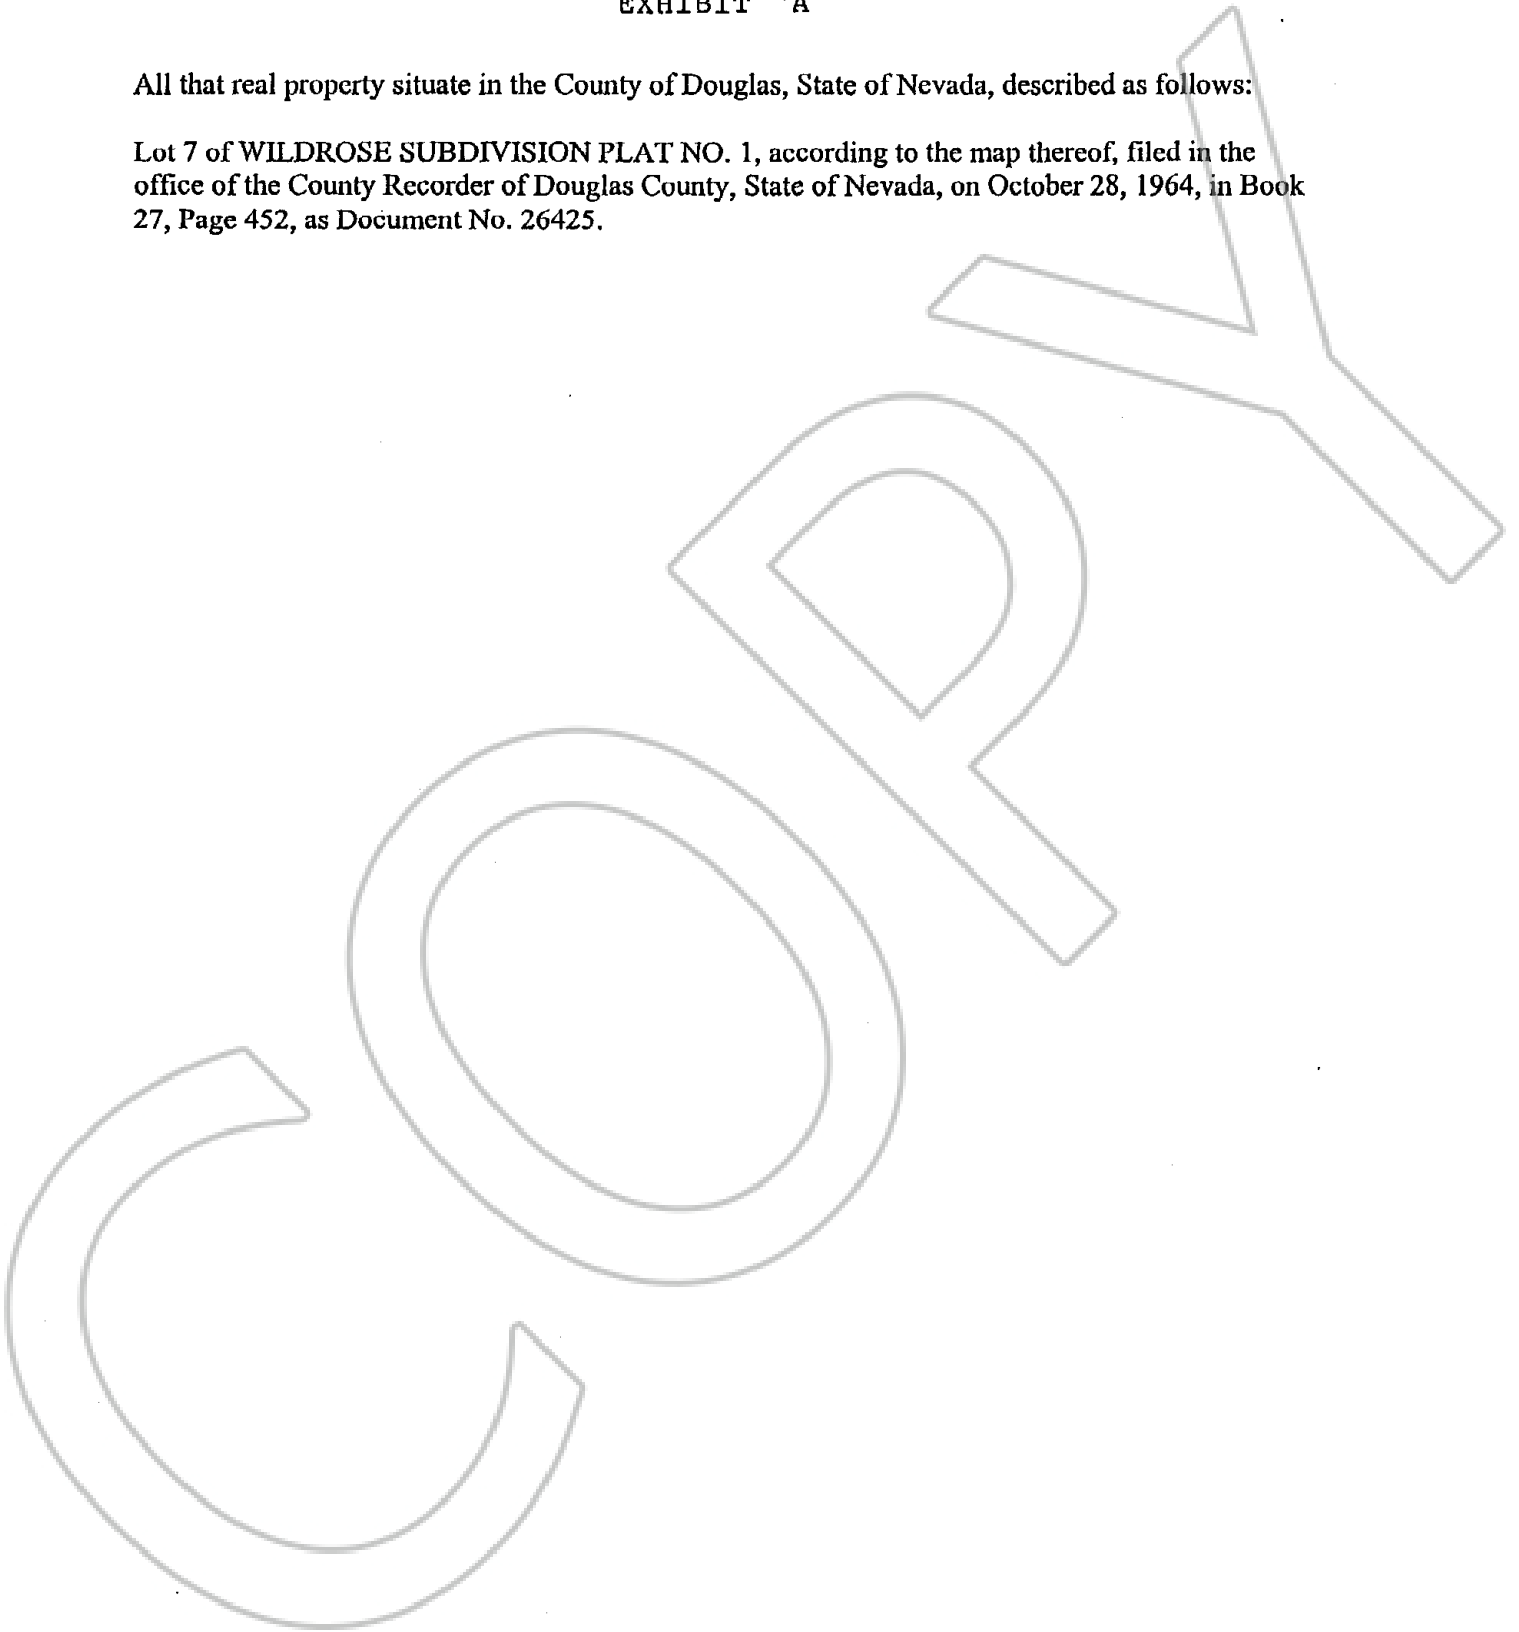 EXHIBIT 'A
All that real property situate in the County of Douglas, State of Nevada, described as follows:
Lot 7 of WILDROSE SUBDIVISION PLAT NO. 1, according to the map thereof, filed in the
office of the County Recorder of Douglas County, State of Nevada, on October 28, 1964, in Book
27, Page 452, as Document No. 26425.
COPY